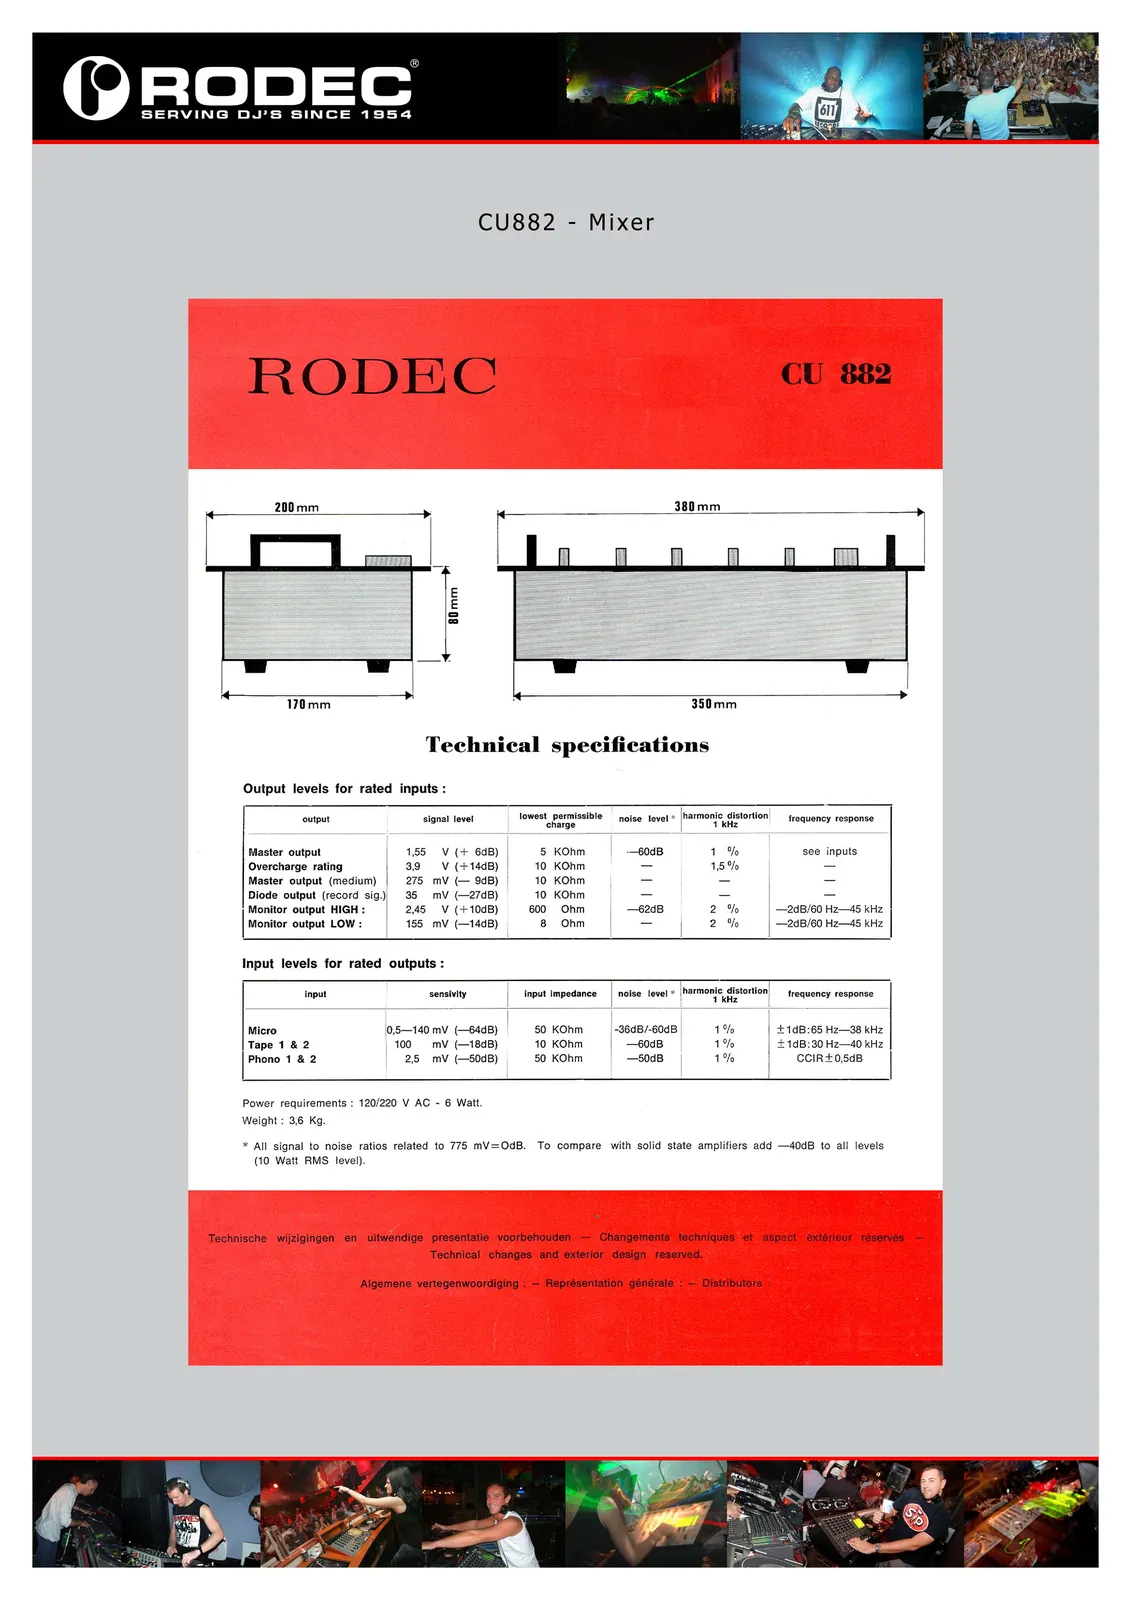 RODEC®
SERVING DJ'S SINCE 1954
611
RECORDS
CU882 - Mixer
RODEC CU 882
200 mm 380 mm
80 mm
170 mm 350 mm
Technical specifications
Output levels for rated inputs :
output signal level lowest permissible charge noise level * harmonic distortion 1 kHz frequency response
Master output 1,55 V (+ 6dB) 5 KOhm —60dB 1 % see inputs
Overcharge rating 3,9 V (+14dB) 10 KOhm — 1,5 % —
Master output (medium) 275 mV (— 9dB) 10 KOhm — — —
Diode output (record sig.) 35 mV (—27dB) 10 KOhm — — —
Monitor output HIGH : 2,45 V (+10dB) 600 Ohm —62dB 2 % —2dB/60 Hz—45 kHz
Monitor output LOW : 155 mV (—14dB) 8 Ohm — 2 % —2dB/60 Hz—45 kHz
Input levels for rated outputs :
input sensivity input impedance noise level * harmonic distortion 1 kHz frequency response
Micro 0,5—140 mV (—64dB) 50 KOhm -36dB/-60dB 1 % ±1dB:65 Hz—38 kHz
Tape 1 & 2 100 mV (—18dB) 10 KOhm —60dB 1 % ±1dB:30 Hz—40 kHz
Phono 1 & 2 2,5 mV (—50dB) 50 KOhm —50dB 1 % CCIR±0,5dB
Power requirements : 120/220 V AC - 6 Watt.
Weight : 3,6 Kg.
* All signal to noise ratios related to 775 mV=OdB. To compare with solid state amplifiers add —40dB to all levels
(10 Watt RMS level).
Technische wijzigingen en uitwendige presentatie voorbehouden — Changements techniques et aspect extérieur réservés —
Technical changes and exterior design reserved.
Algemene vertegenwoordiging : — Représentation générale : — Distributors :